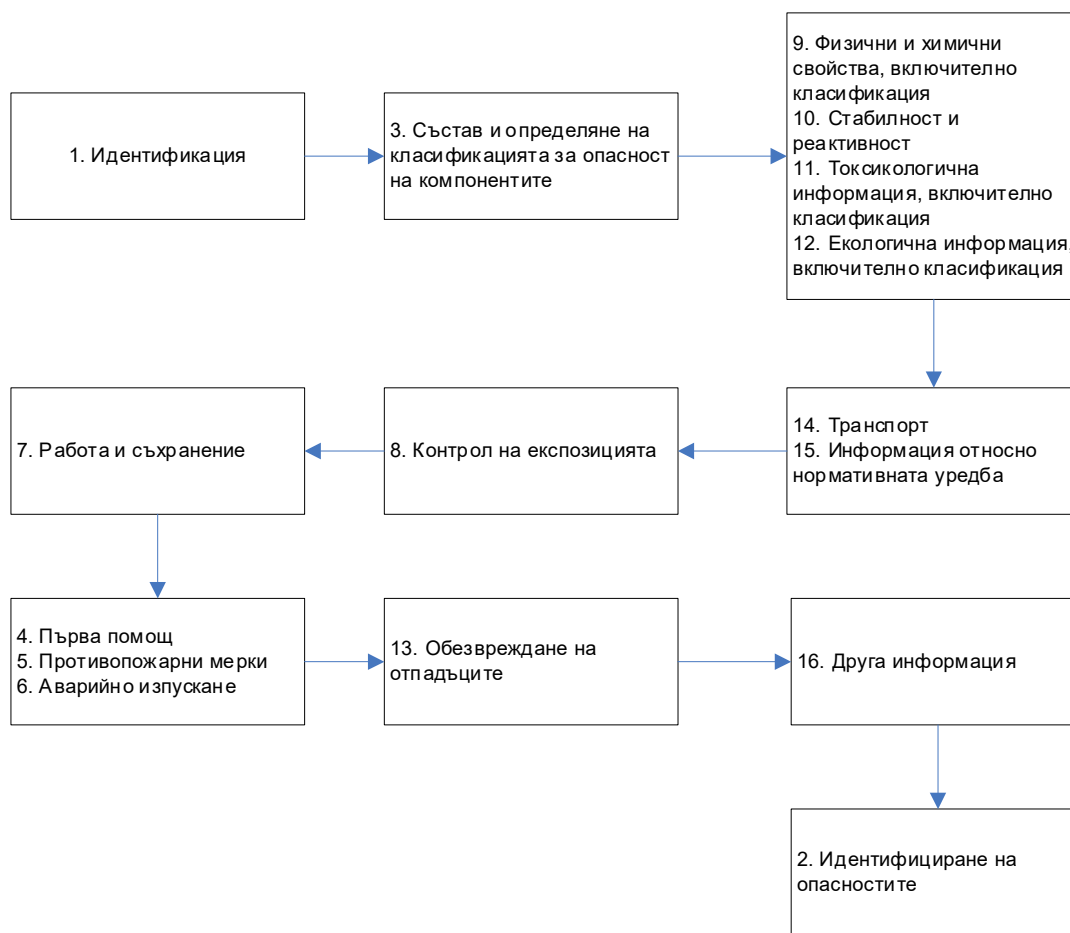 1. Идентификация
3. Състав и определяне на
класификацията за опасност
на компонентите
9. Физични и химични
свойства, включително
класификация
10. Стабилност и
реактивност
11. Токсикологична
информация, включително
класификация
12. Екологична информация,
включително класификация
7. Работа и съхранение
8. Контрол на експозицията
14. Транспорт
15. Информация относно
нормативната уредба
4. Първа помощ
5. Противопожарни мерки
6. Аварийно изпускане
13. Обезвреждане на
отпадъците
16. Друга информация
2. Идентифициране на
опасностите